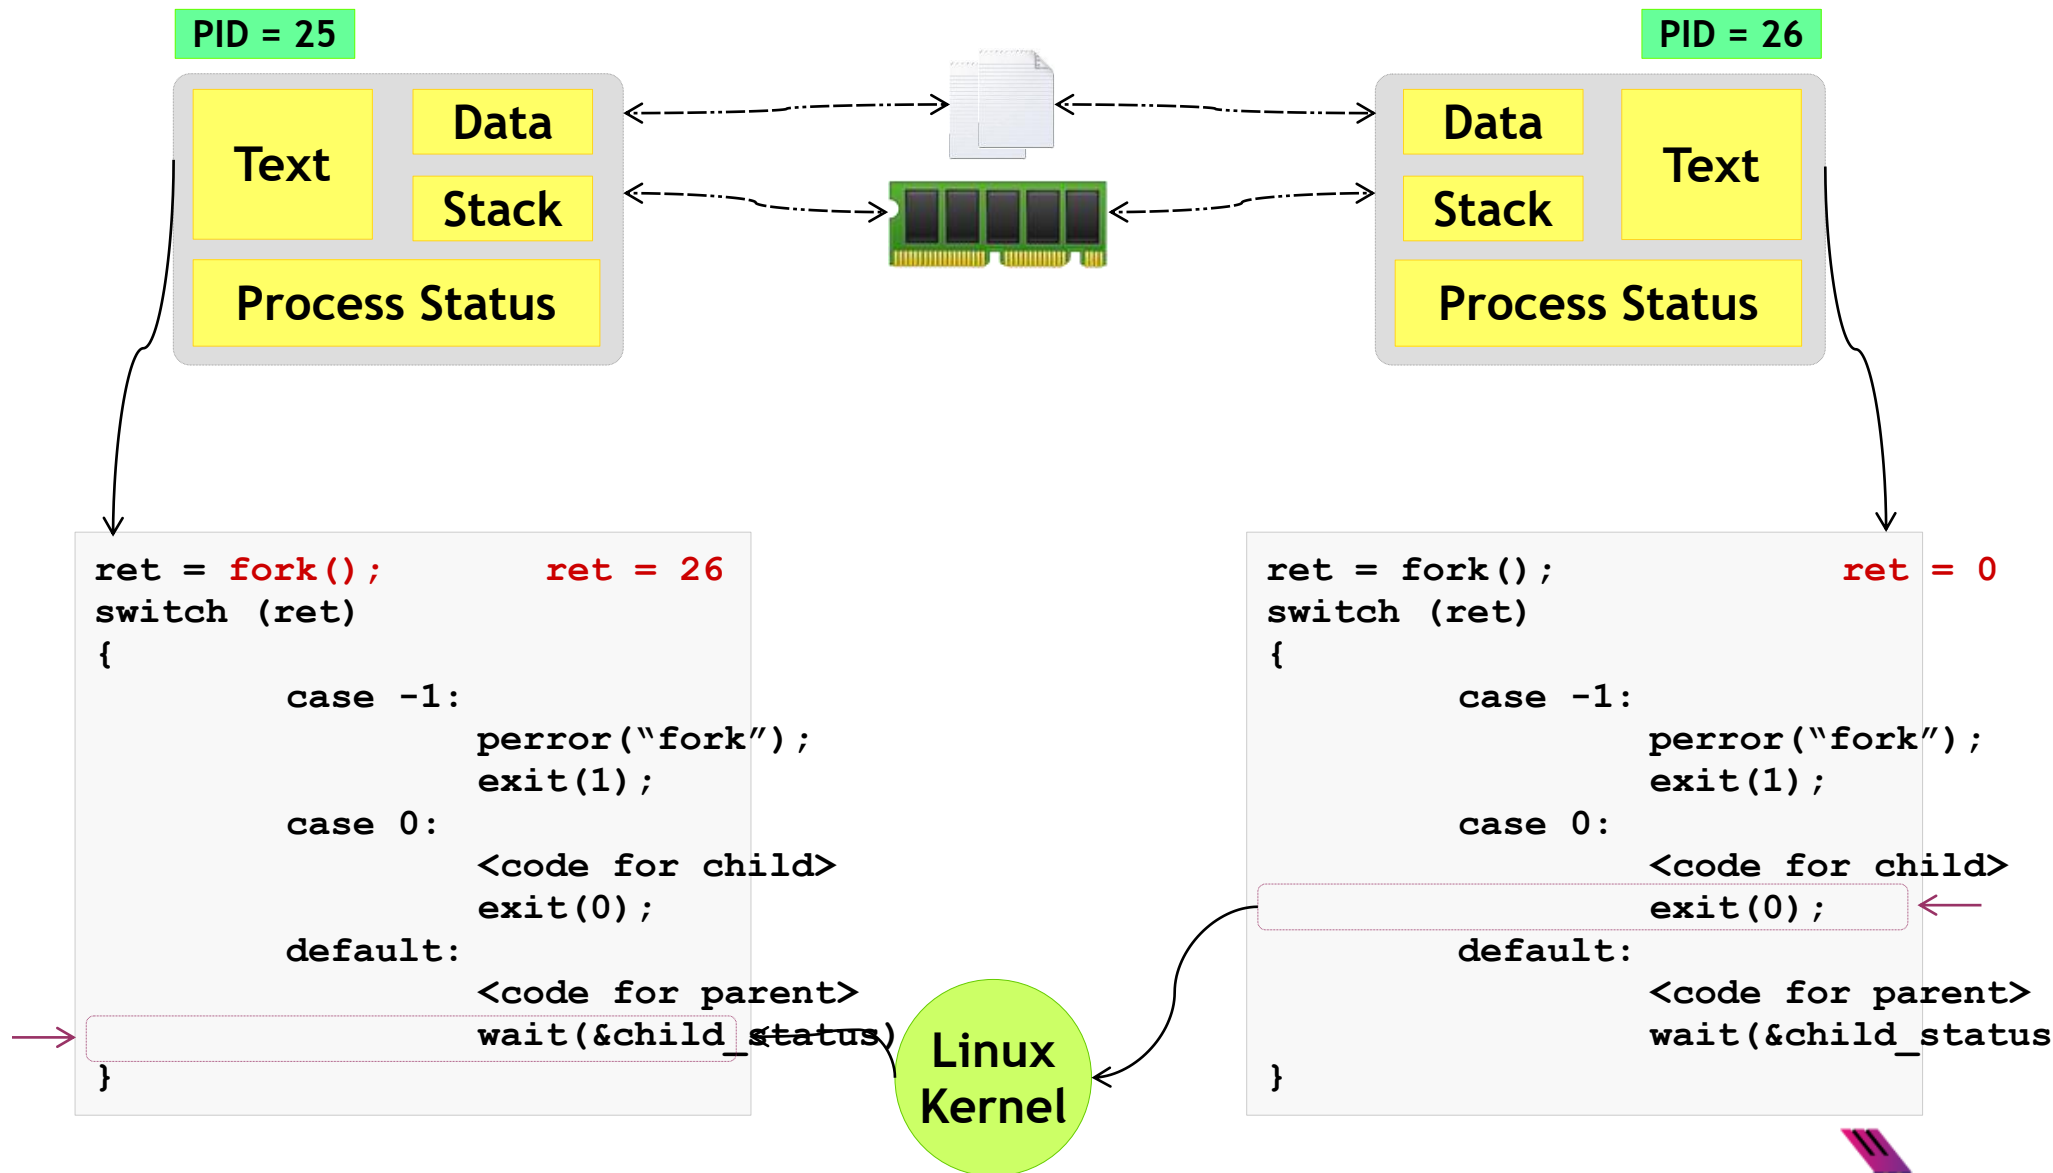 PID = 25
PID = 26
Text
Data
Stack
Process Status
Data
Text
Stack
Process Status
ret = fork(); ret = 26
switch (ret)
{
case -1:
perror(“fork”);
exit(1);
case 0:
<code for child>
exit(0);
default:
<code for parent>
wait(&child_status)
}
ret = fork(); ret = 0
switch (ret)
{
case -1:
perror(“fork”);
exit(1);
case 0:
<code for child>
exit(0);
default:
<code for parent>
wait(&child_status
}
Linux
Kernel